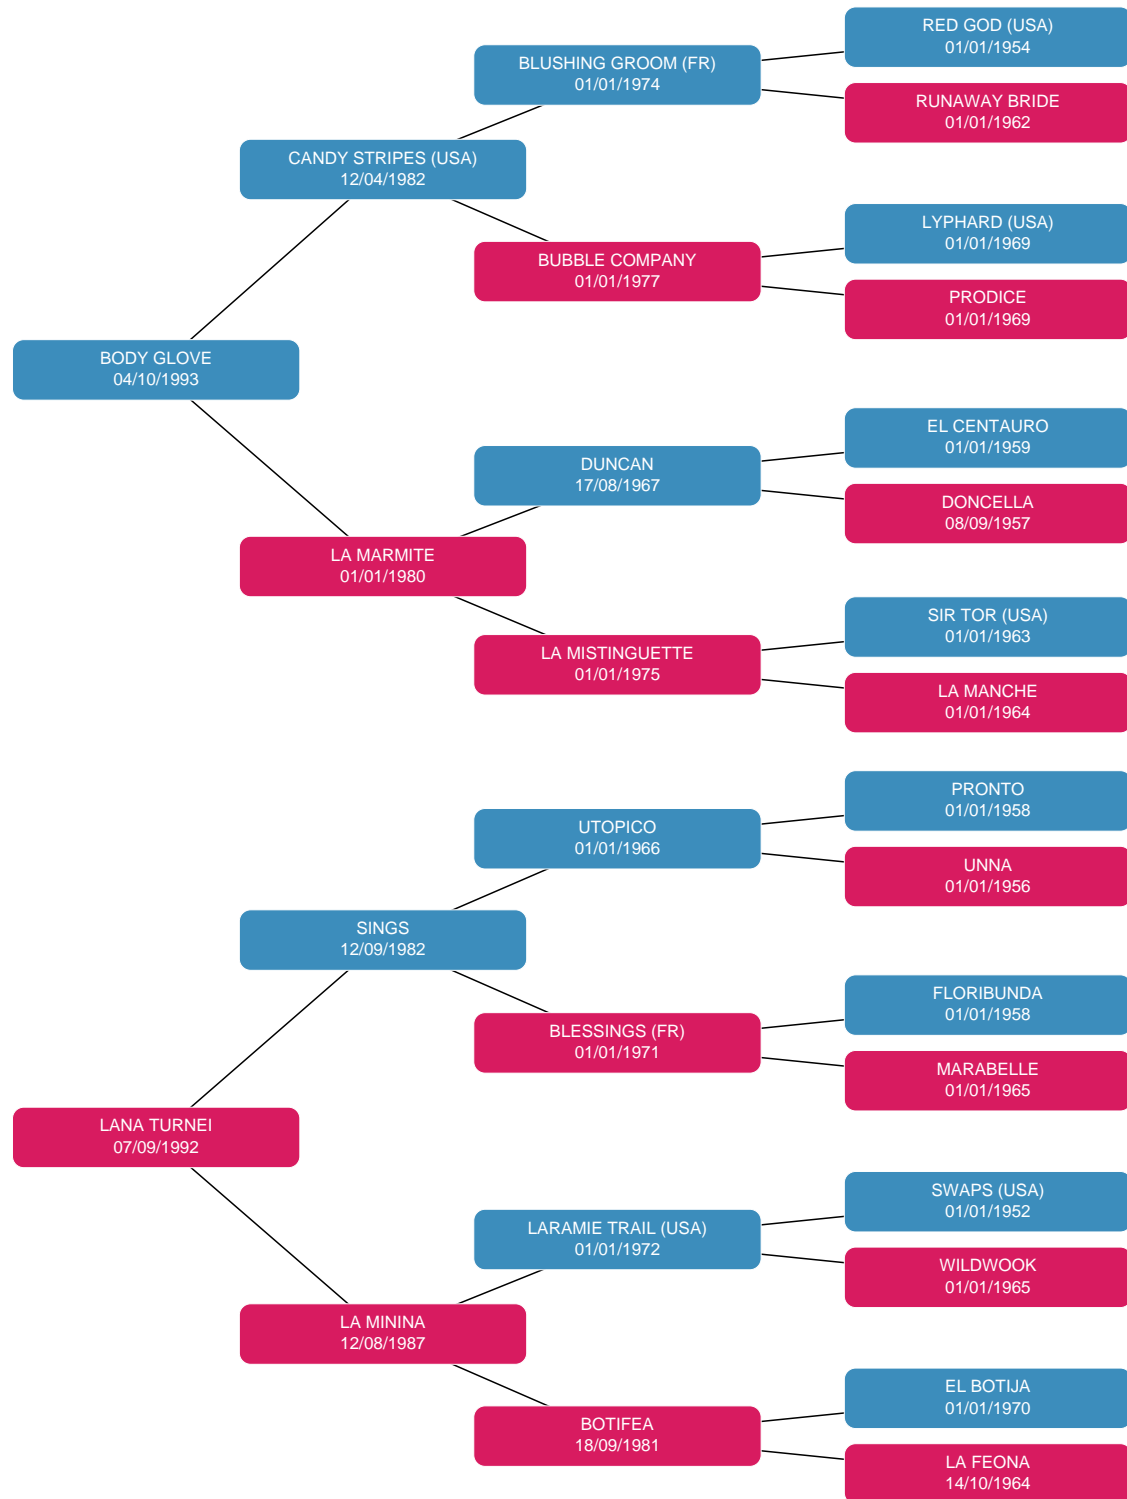 RED GOD (USA)
01/01/1954
BLUSHING GROOM (FR)
01/01/1974
RUNAWAY BRIDE
01/01/1962
CANDY STRIPES (USA)
12/04/1982
LYPHARD (USA)
01/01/1969
BUBBLE COMPANY
01/01/1977
PRODICE
01/01/1969
BODY GLOVE
04/10/1993
EL CENTAURO
01/01/1959
DUNCAN
17/08/1967
DONCELLA
08/09/1957
LA MARMITE
01/01/1980
SIR TOR (USA)
01/01/1963
LA MISTINGUETTE
01/01/1975
LA MANCHE
01/01/1964
PRONTO
01/01/1958
UTOPICO
01/01/1966
UNNA
01/01/1956
SINGS
12/09/1982
FLORIBUNDA
01/01/1958
BLESSINGS (FR)
01/01/1971
MARABELLE
01/01/1965
LANA TURNEI
07/09/1992
SWAPS (USA)
01/01/1952
LARAMIE TRAIL (USA)
01/01/1972
WILDWOOK
01/01/1965
LA MININA
12/08/1987
EL BOTIJA
01/01/1970
BOTIFEA
18/09/1981
LA FEONA
14/10/1964